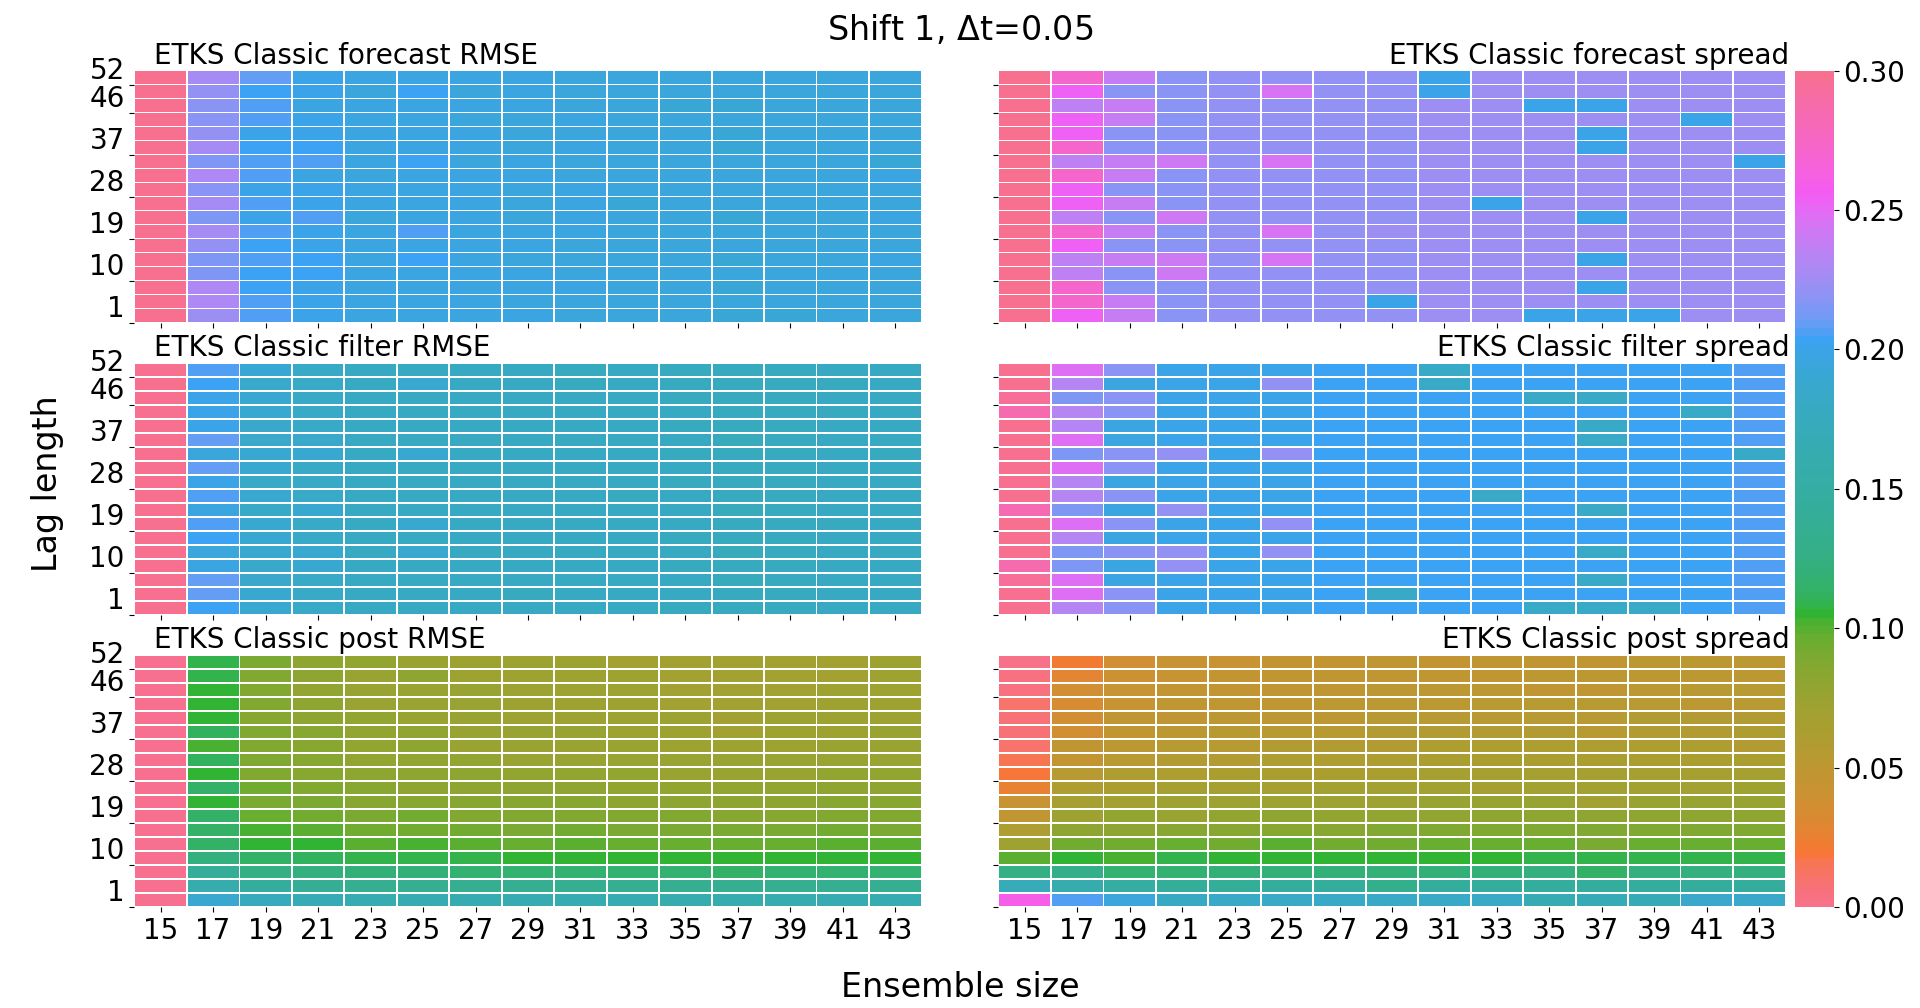 Shift 1, Δt=0.05
ETKS Classic forecast RMSE
ETKS Classic forecast spread
52
46
37
28
19
10
1
0.30
0.25
0.20
0.15
0.10
0.05
0.00
ETKS Classic filter RMSE
ETKS Classic filter spread
52
46
37
28
19
10
1
Lag length
ETKS Classic post RMSE
ETKS Classic post spread
52
46
37
28
19
10
1
15 17 19 21 23 25 27 29 31 33 35 37 39 41 43
15 17 19 21 23 25 27 29 31 33 35 37 39 41 43
Ensemble size